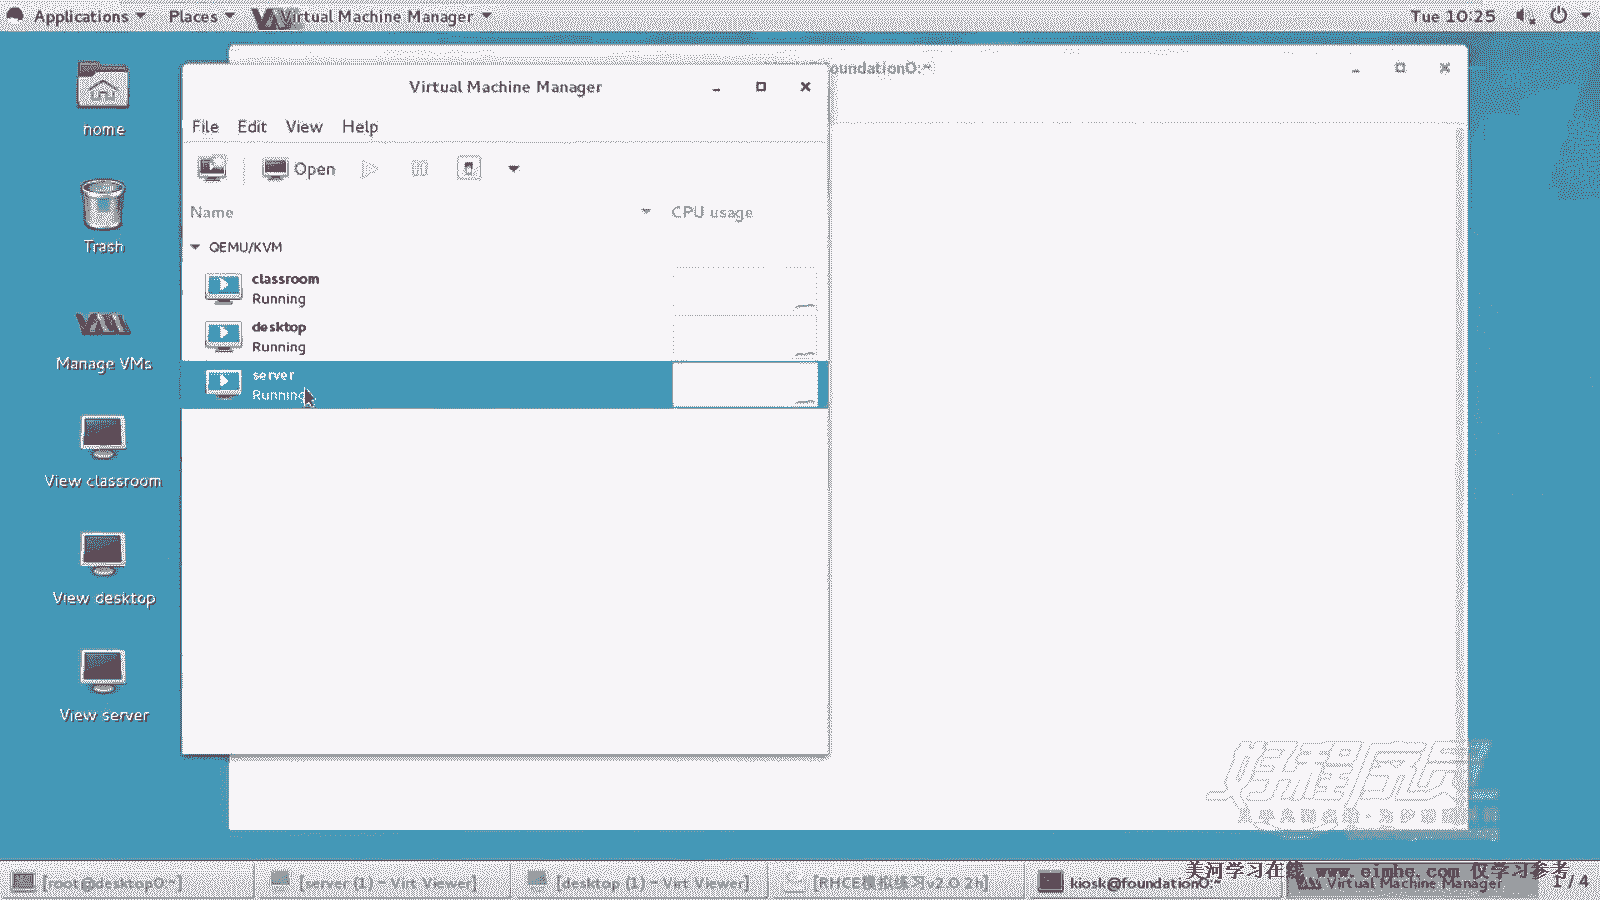 Applications Places Virtual Machine Manager Tue 10:25
home
Trash
Manage VMs
View classroom
View desktop
View server
oundation0:~
Virtual Machine Manager
File Edit View Help
Open
Name CPU usage
QEMU/KVM
classroom
Running
desktop
Running
server
Running
好程序员
美河学习在线 www.eimhe.com 仅学习参考
[root@desktop0:~] [server (1) - Virt Viewer] [desktop (1) - Virt Viewer] [RHCE模拟练习v2.0 2h] kiosk@foundation0:~ Virtual Machine Manager 1 / 4